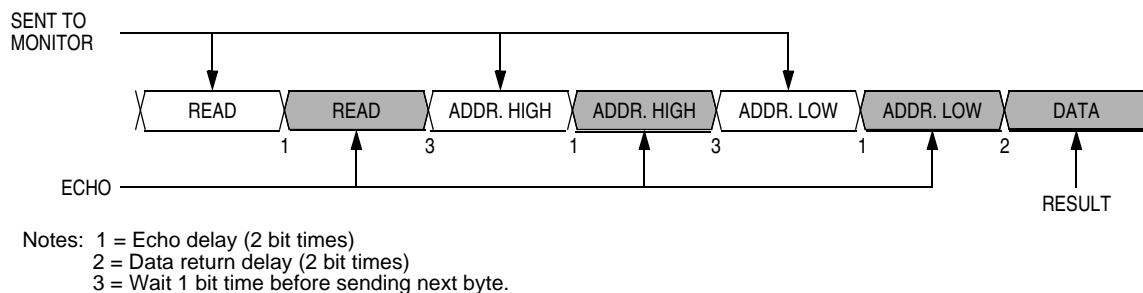 SENT TO
MONITOR
READ READ ADDR. HIGH ADDR. HIGH ADDR. LOW ADDR. LOW DATA
1 3 1 3 1 2
ECHO
RESULT
Notes: 1 = Echo delay (2 bit times)
2 = Data return delay (2 bit times)
3 = Wait 1 bit time before sending next byte.